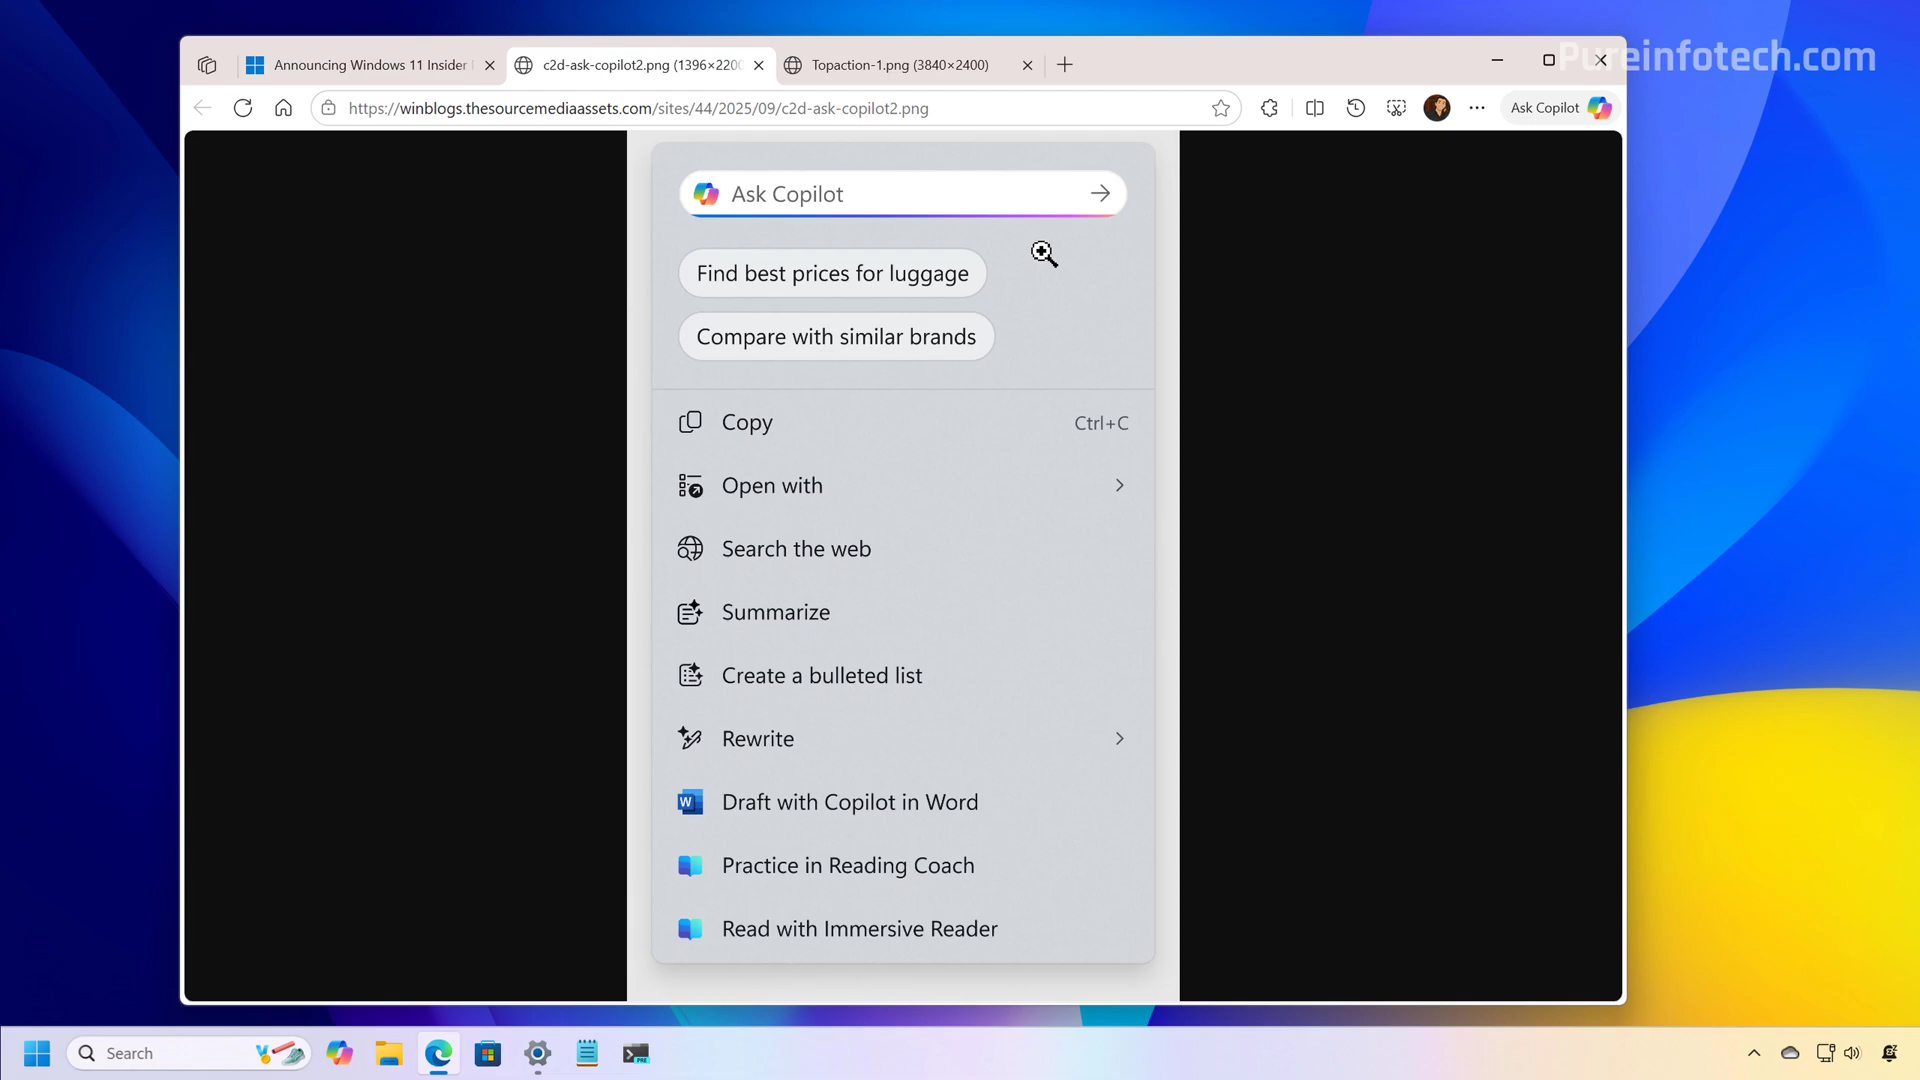 Pureinfotech.com
Announcing Windows 11 Insider
c2d-ask-copilot2.png (1396×2200
Topaction-1.png (3840×2400)
https://winblogs.thesourcemediaassets.com/sites/44/2025/09/c2d-ask-copilot2.png
Ask Copilot
Ask Copilot
Find best prices for luggage
Compare with similar brands
Copy Ctrl+C
Open with
Search the web
Summarize
Create a bulleted list
Rewrite
Draft with Copilot in Word
Practice in Reading Coach
Read with Immersive Reader
Search